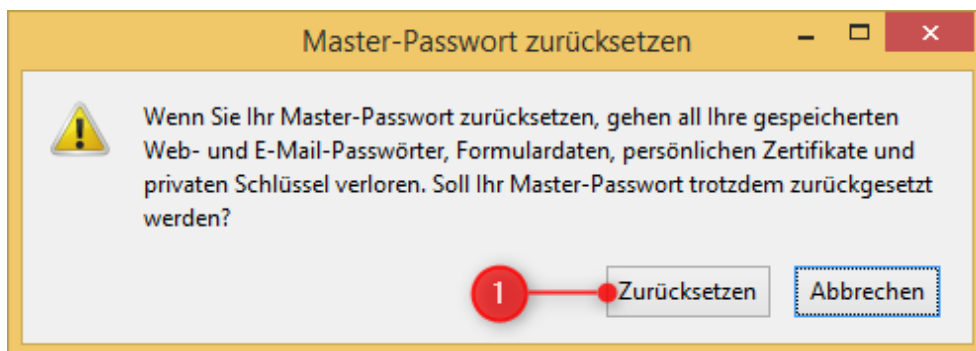 Master-Passwort zurücksetzen
Wenn Sie Ihr Master-Passwort zurücksetzen, gehen all Ihre gespeicherten
Web- und E-Mail-Passwörter, Formulardaten, persönlichen Zertifikate und
privaten Schlüssel verloren. Soll Ihr Master-Passwort trotzdem zurückgesetzt
werden?
1 Zurücksetzen Abbrechen